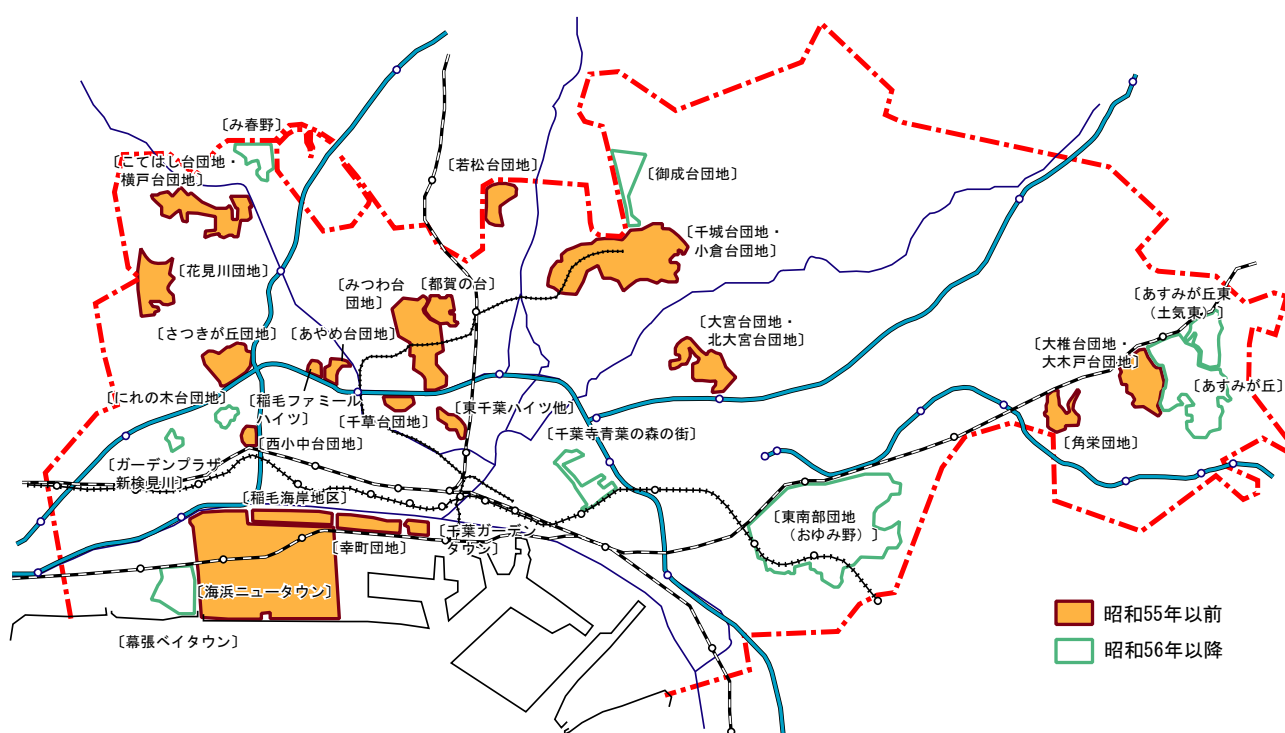 〔み春野〕
〔こてはし台団地・
横戸台団地〕
〔若松台団地〕
〔御成台団地〕
〔千城台団地・
小倉台団地〕
〔花見川団地〕
〔みつわ台
団地〕
〔都賀の台〕
〔あすみが丘東
（土気東）〕
〔さつきが丘団地〕
〔あやめ台団地〕
〔大宮台団地・
北大宮台団地〕
〔大椎台団地・
大木戸台団地〕
〔あすみが丘〕
〔にれの木台団地〕
〔稲毛ファミール
ハイツ〕
〔千草台団地〕
〔東千葉ハイツ他〕
〔千葉寺青葉の森の街〕
〔角栄団地〕
〔西小中台団地〕
〔ガーデンプラザ
新検見川〕
〔稲毛海岸地区〕
〔幸町団地〕
〔千葉ガーデン
タウン〕
〔東南部団地
（おゆみ野）〕
〔海浜ニュータウン〕
〔幕張ベイタウン〕
昭和55年以前
昭和56年以降